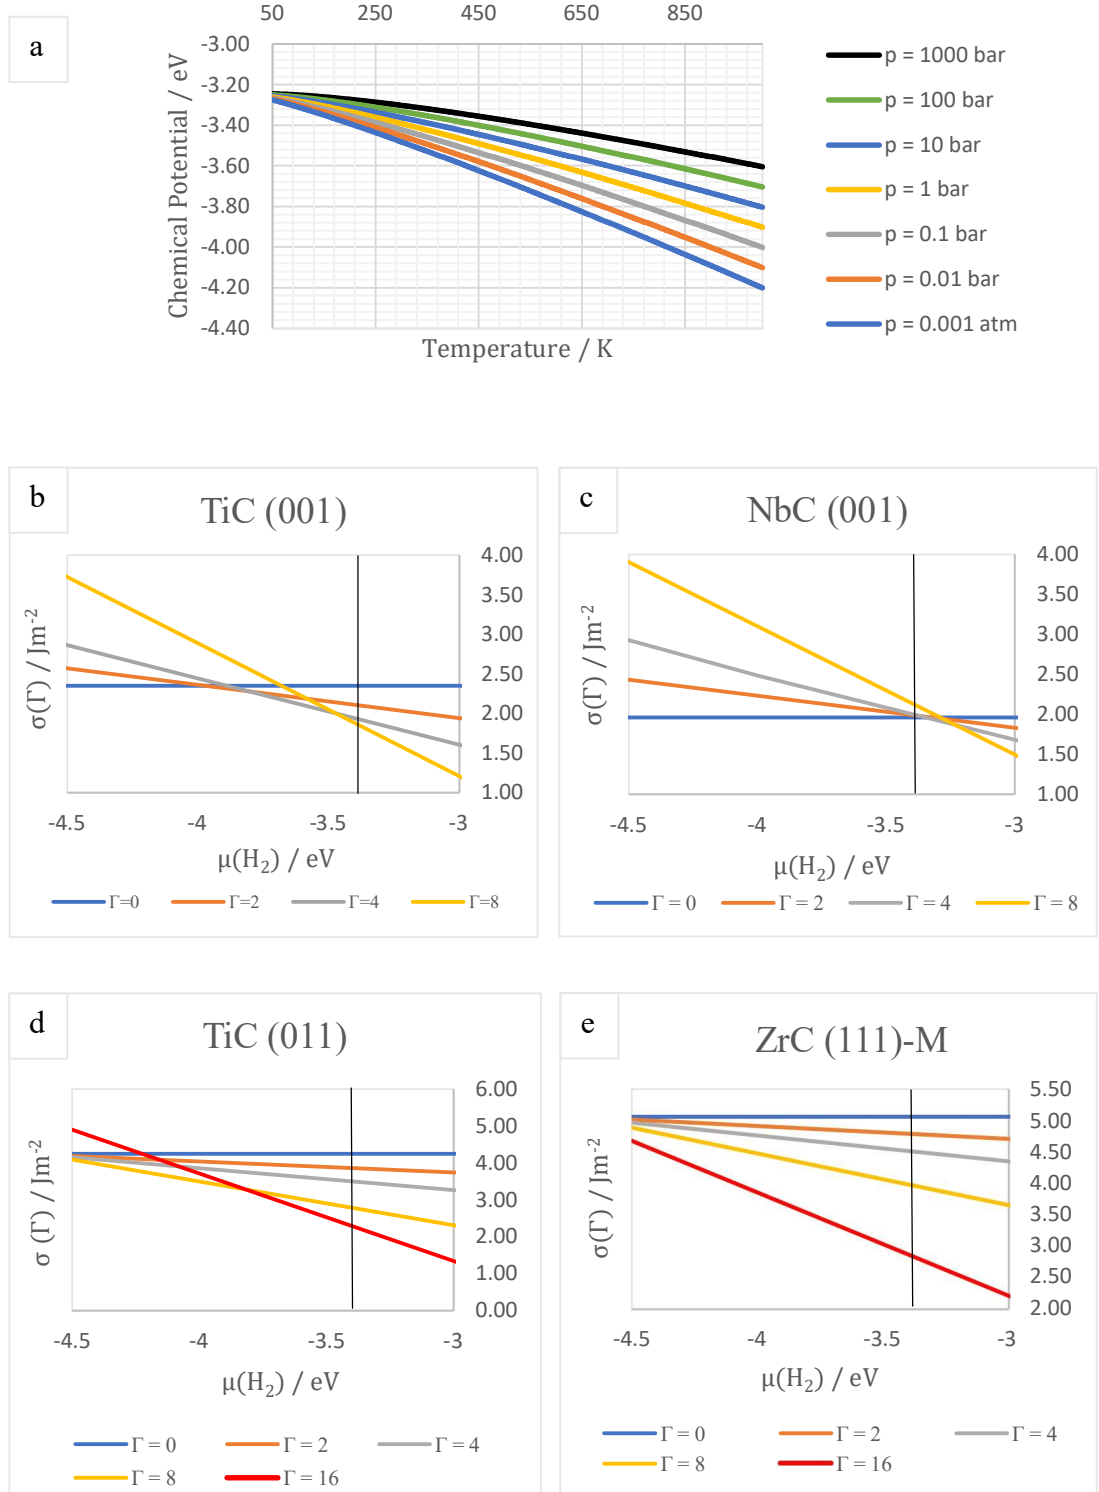 a
50 250 450 650 850
-3.00
-3.20
-3.40
-3.60
-3.80
-4.00
-4.20
-4.40
Chemical Potential / eV
Temperature / K
p = 1000 bar
p = 100 bar
p = 10 bar
p = 1 bar
p = 0.1 bar
p = 0.01 bar
p = 0.001 atm
b
TiC (001)
σ(Γ) / Jm⁻²
4.00
3.50
3.00
2.50
2.00
1.50
1.00
-4.5 -4 -3.5 -3
μ(H₂) / eV
Γ=0 Γ=2 Γ=4 Γ=8
c
NbC (001)
σ(Γ) / Jm⁻²
4.00
3.50
3.00
2.50
2.00
1.50
1.00
-4.5 -4 -3.5 -3
μ(H₂) / eV
Γ = 0 Γ = 2 Γ = 4 Γ = 8
d
TiC (011)
σ (Γ) / Jm⁻²
6.00
5.00
4.00
3.00
2.00
1.00
0.00
-4.5 -4 -3.5 -3
μ(H₂) / eV
Γ = 0 Γ = 2 Γ = 4
Γ = 8 Γ = 16
e
ZrC (111)-M
σ(Γ) / Jm⁻²
5.50
5.00
4.50
4.00
3.50
3.00
2.50
2.00
-4.5 -4 -3.5 -3
μ(H₂) / eV
Γ = 0 Γ = 2 Γ = 4
Γ = 8 Γ = 16